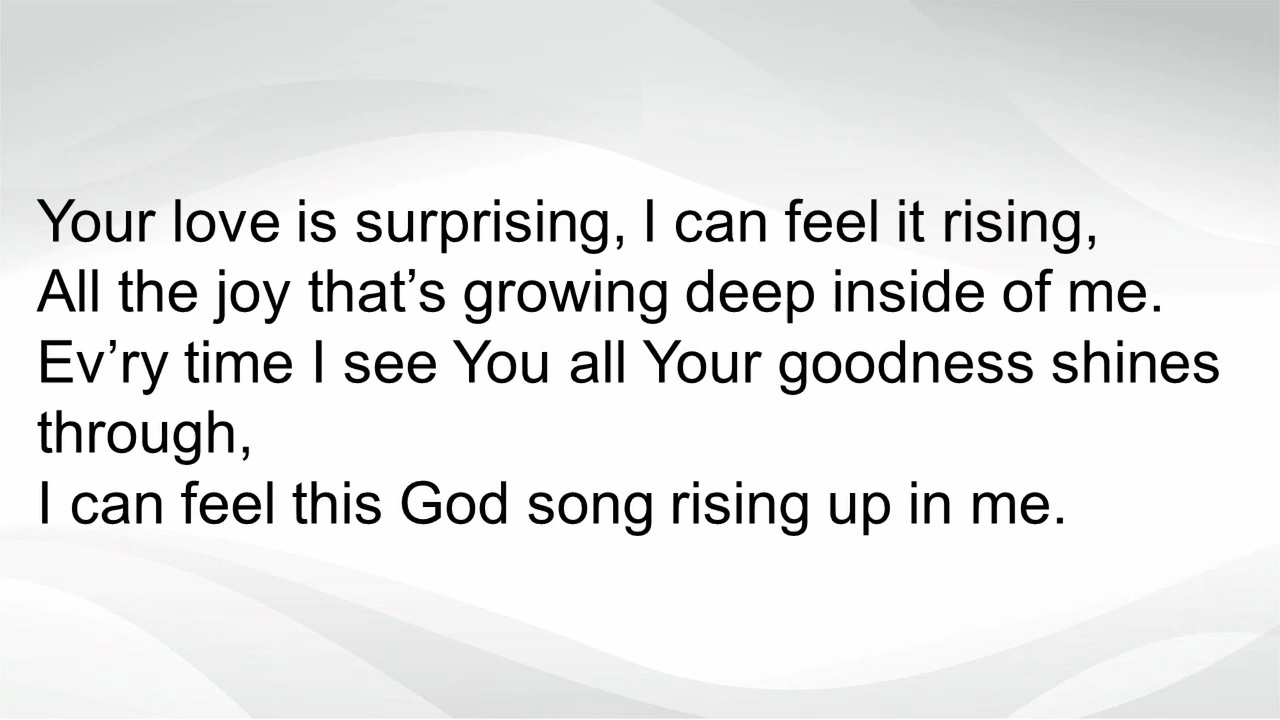 Your love is surprising, I can feel it rising,
All the joy that’s growing deep inside of me.
Ev’ry time I see You all Your goodness shines
through,
I can feel this God song rising up in me.